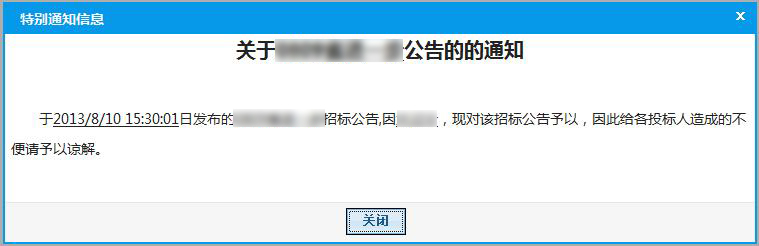 特别通知信息
x
关于公告的的通知
于2013/8/10 15:30:01日发布的招标公告,因,现对该招标公告予以，因此给各投标人造成的不
便请予以谅解。
关闭